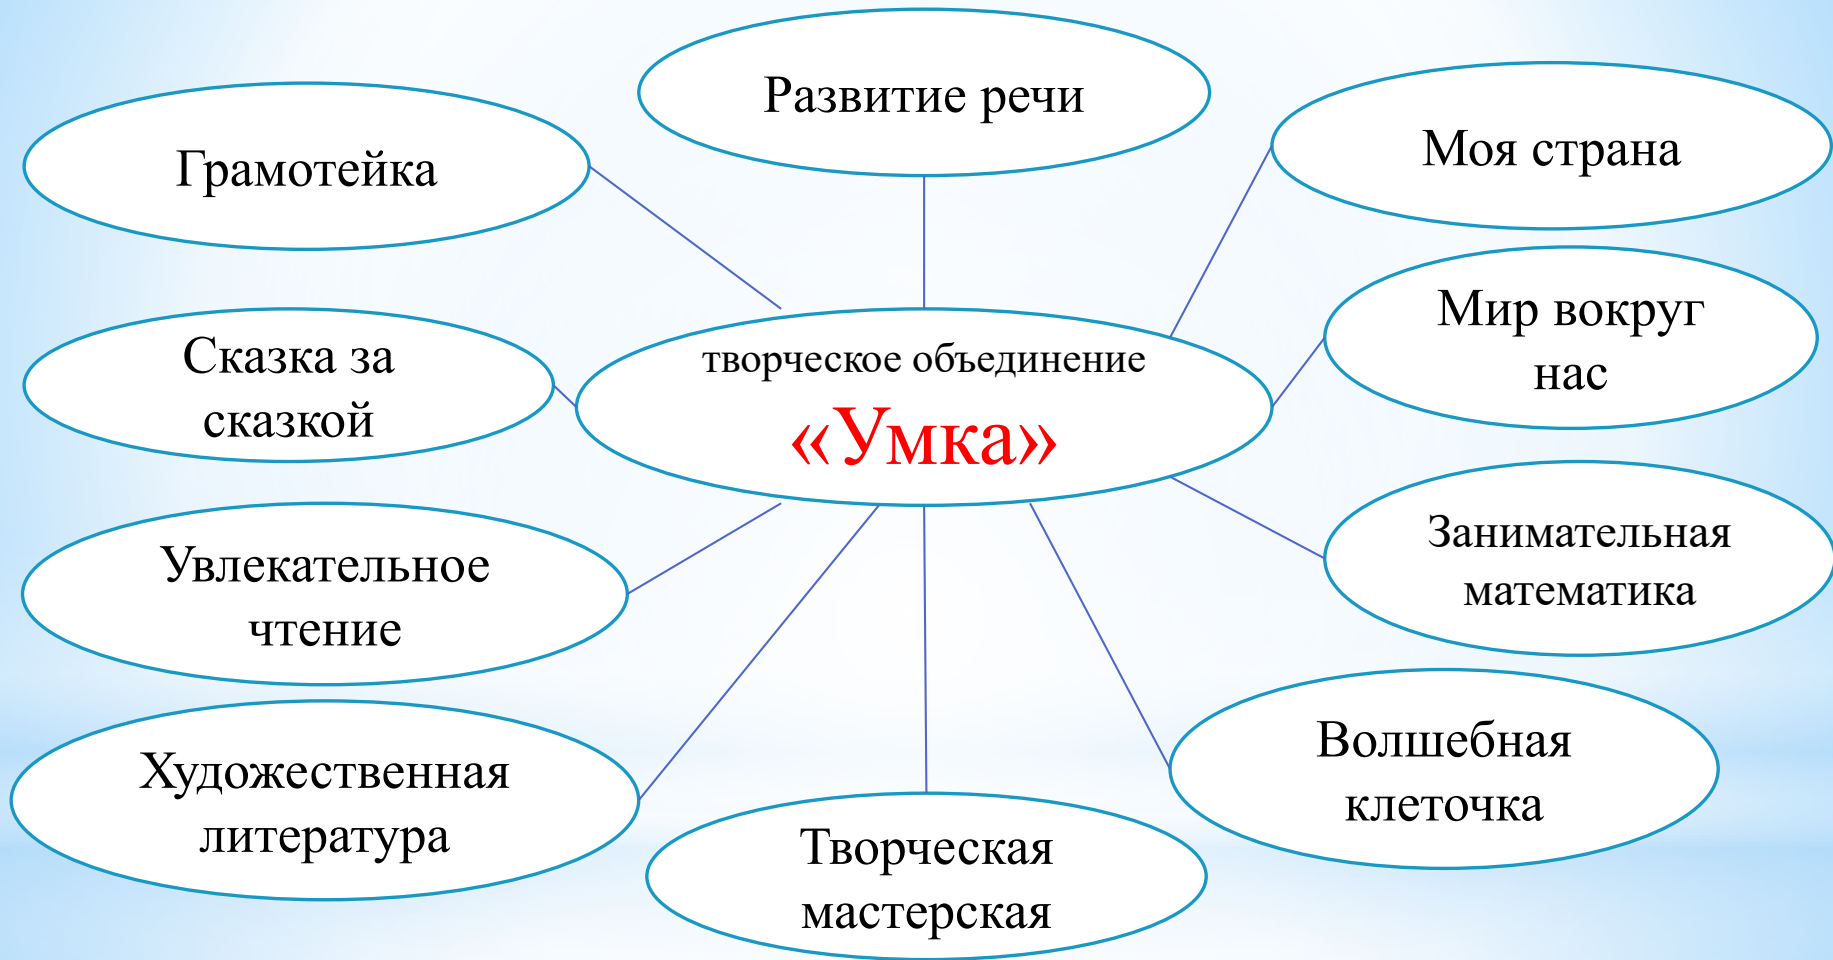 Развитие речи
Грамотейка
Моя страна
Сказка за
сказкой
творческое объединение
«Умка»
Мир вокруг
нас
Увлекательное
чтение
Занимательная
математика
Художественная
литература
Творческая
мастерская
Волшебная
клеточка